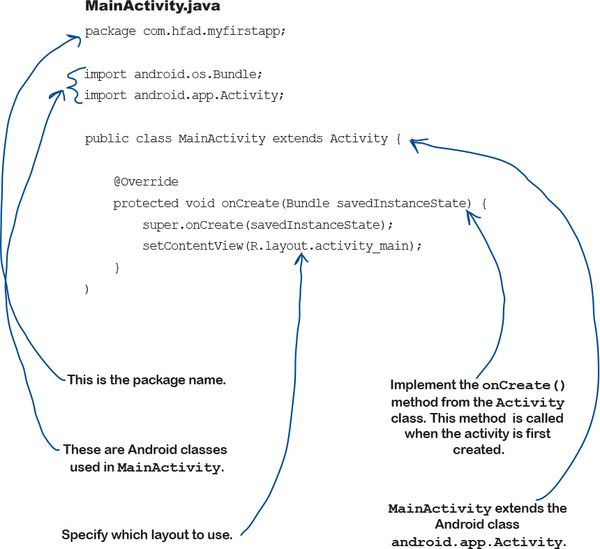 MainActivity.java
package com.hfad.myfirstapp;
import android.os.Bundle;
import android.app.Activity;
public class MainActivity extends Activity {
@Override
protected void onCreate(Bundle savedInstanceState) {
super.onCreate(savedInstanceState);
setContentView(R.layout.activity_main);
}
)
This is the package name.
These are Android classes
used in MainActivity.
Specify which layout to use.
Implement the onCreate()
method from the Activity
class. This method is called
when the activity is first
created.
MainActivity extends the
Android class
android.app.Activity.